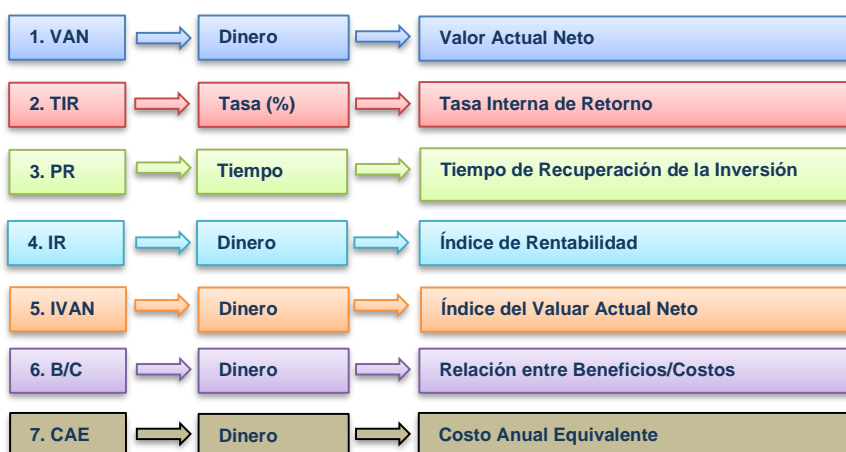 1. VAN Dinero Valor Actual Neto
2. TIR Tasa (%) Tasa Interna de Retorno
3. PR Tiempo Tiempo de Recuperación de la Inversión
4. IR Dinero Índice de Rentabilidad
5. IVAN Dinero Índice del Valuar Actual Neto
6. B/C Dinero Relación entre Beneficios/Costos
7. CAE Dinero Costo Anual Equivalente